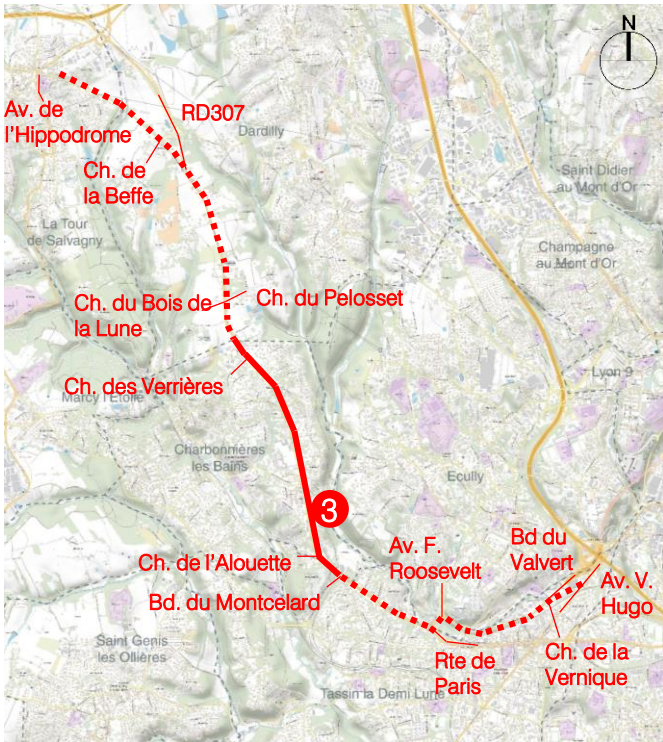 N
Av. de
l'Hippodrome
RD307
Dardilly
Ch. de
la Beffe
Saint Didier
au Mont d'Or
La Tour
de Salvagny
Champagne
au Mont d'Or
Ch. du Bois de
la Lune
Ch. du Pelosset
Ch. des Verrières
Marcy l'Etoile
Lyon 9
Charbonnières
les Bains
Ecully
3
Ch. de l'Alouette
Av. F.
Roosevelt
Bd du
Valvert
Bd. du Montcelard
Av. V.
Hugo
Saint Genis
les Ollières
Rte de
Paris
Ch. de la
Vernique
Tassin la Demi Lune